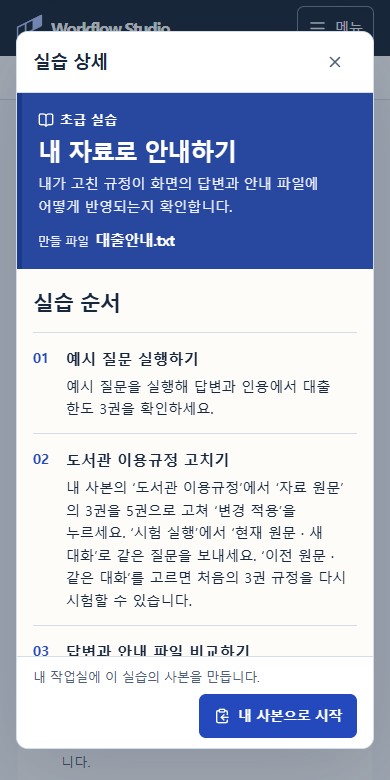 Workflow Studio
메뉴
실습 상세
초급 실습
내 자료로 안내하기
내가 고친 규정이 화면의 답변과 안내 파일에
어떻게 반영되는지 확인합니다.
만들 파일 대출안내.txt
실습 순서
01 예시 질문 실행하기
예시 질문을 실행해 답변과 인용에서 대출
한도 3권을 확인하세요.
02 도서관 이용규정 고치기
내 사본의 '도서관 이용규정'에서 '자료 원문'
의 3권을 5권으로 고쳐 '변경 적용'을
누르세요. '시험 실행'에서 '현재 원문 · 새
대화'로 같은 질문을 보내세요. '이전 원문 ·
같은 대화'를 고르면 처음의 3권 규정을 다시
시험할 수 있습니다.
03 답변과 안내 파일 비교하기
내 작업실에 이 실습의 사본을 만듭니다.
내 사본으로 시작
니다.